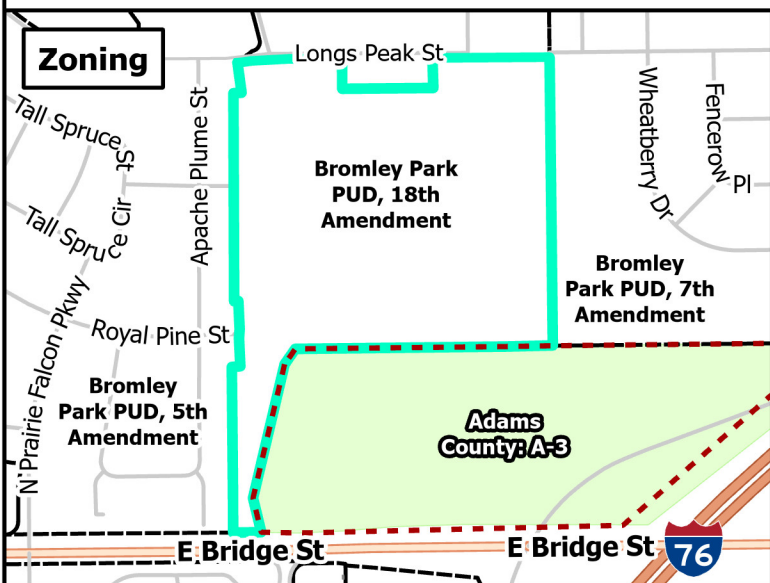 Zoning
Longs Peak St
Tall Spruce St
Apache Plume St
Wheatberry Dr
Fencerow Pl
Bromley Park
PUD, 18th
Amendment
Tall Spruce Cir
Bromley
Park PUD, 7th
Amendment
N Prairie Falcon Pkwy
Royal Pine St
Bromley
Park PUD, 5th
Amendment
Adams
County: A-3
E Bridge St
E Bridge St
76